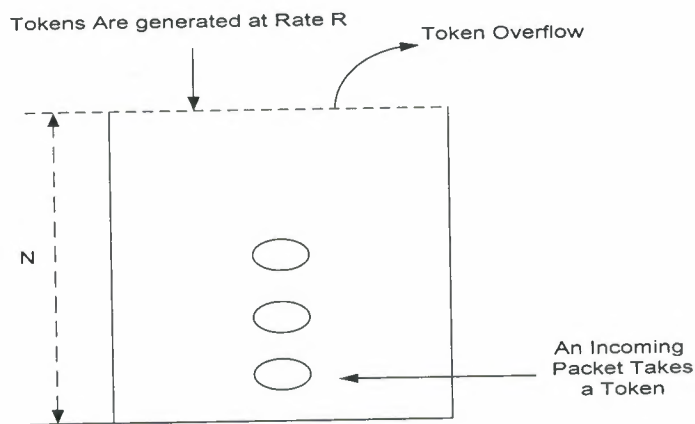 Tokens Are generated at Rate R
Token Overflow
N
An Incoming
Packet Takes
a Token